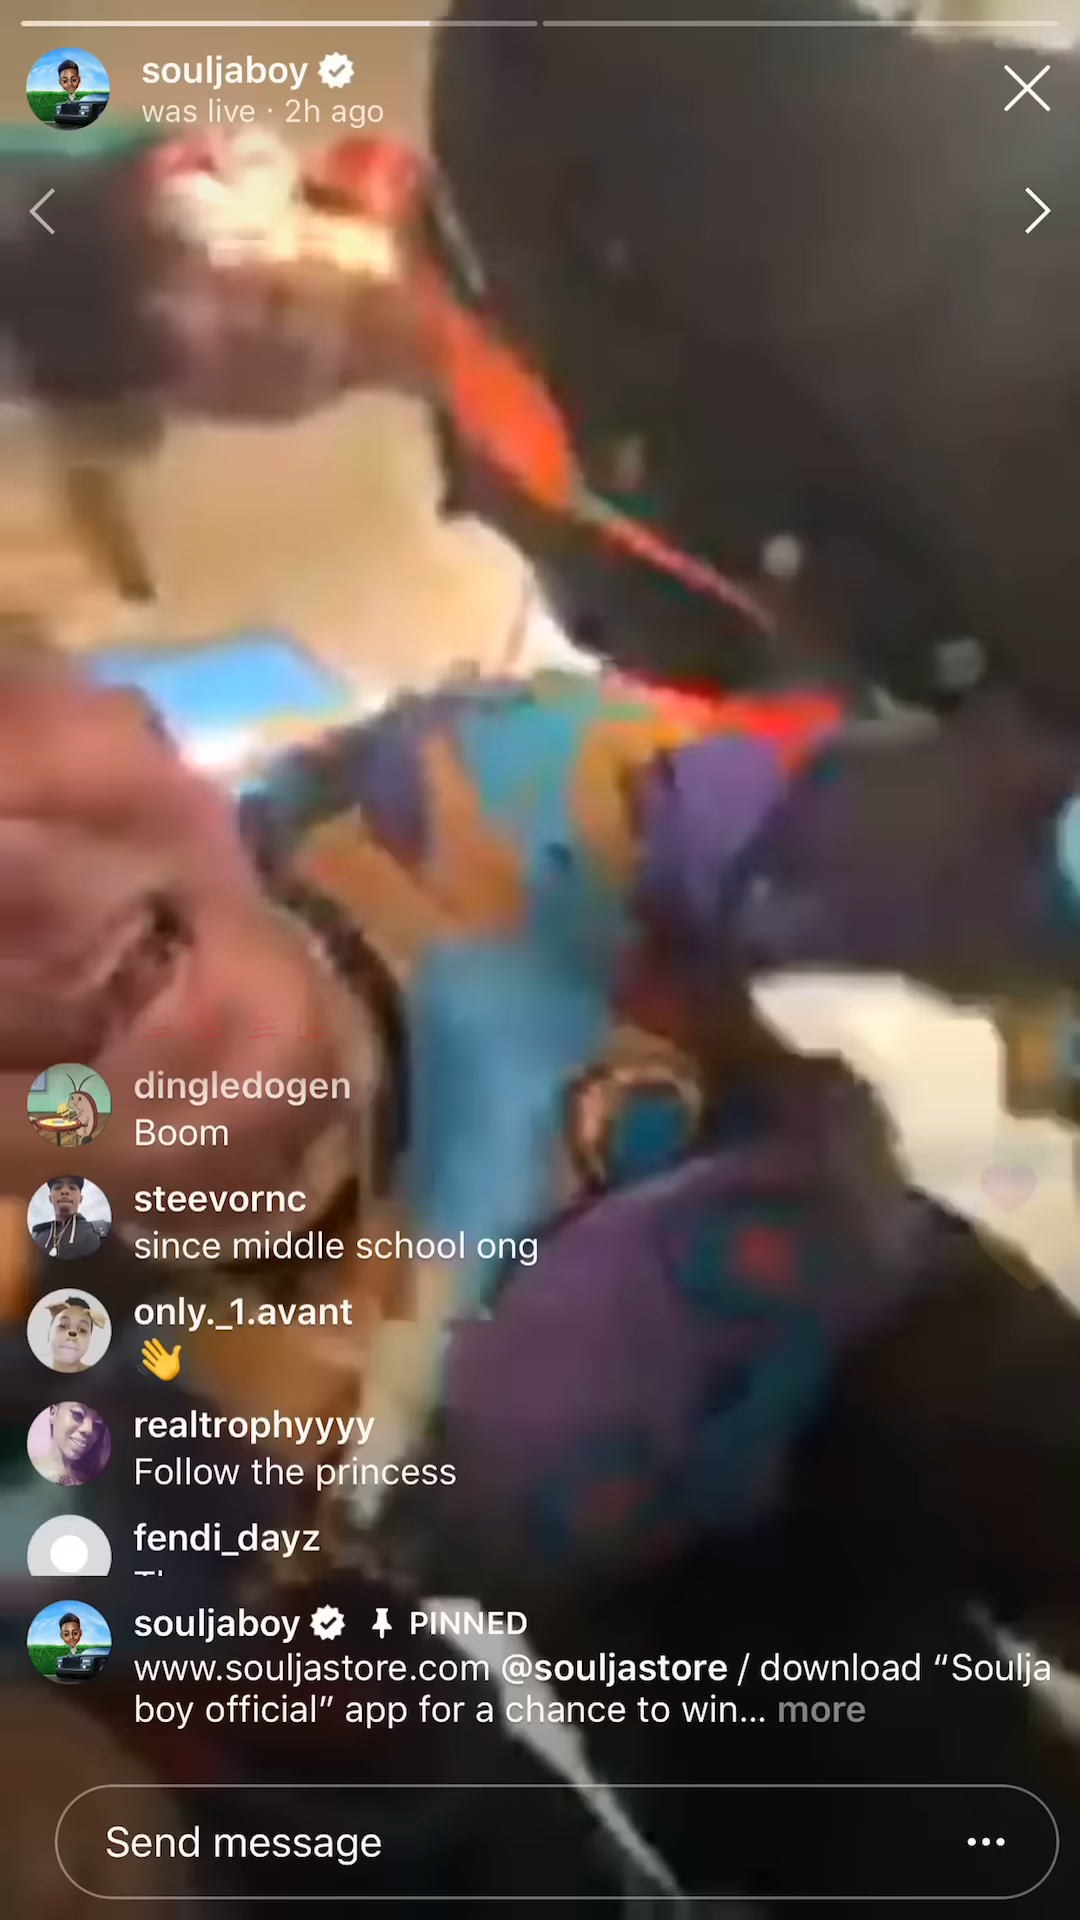 souljaboy
was live · 2h ago
dingledogen
Boom
steevornc
since middle school ong
only._1.avant
👋
realtrophyyyy
Follow the princess
fendi_dayz
souljaboy PINNED
www.souljastore.com @souljastore / download “Soulja
boy official” app for a chance to win... more
Send message